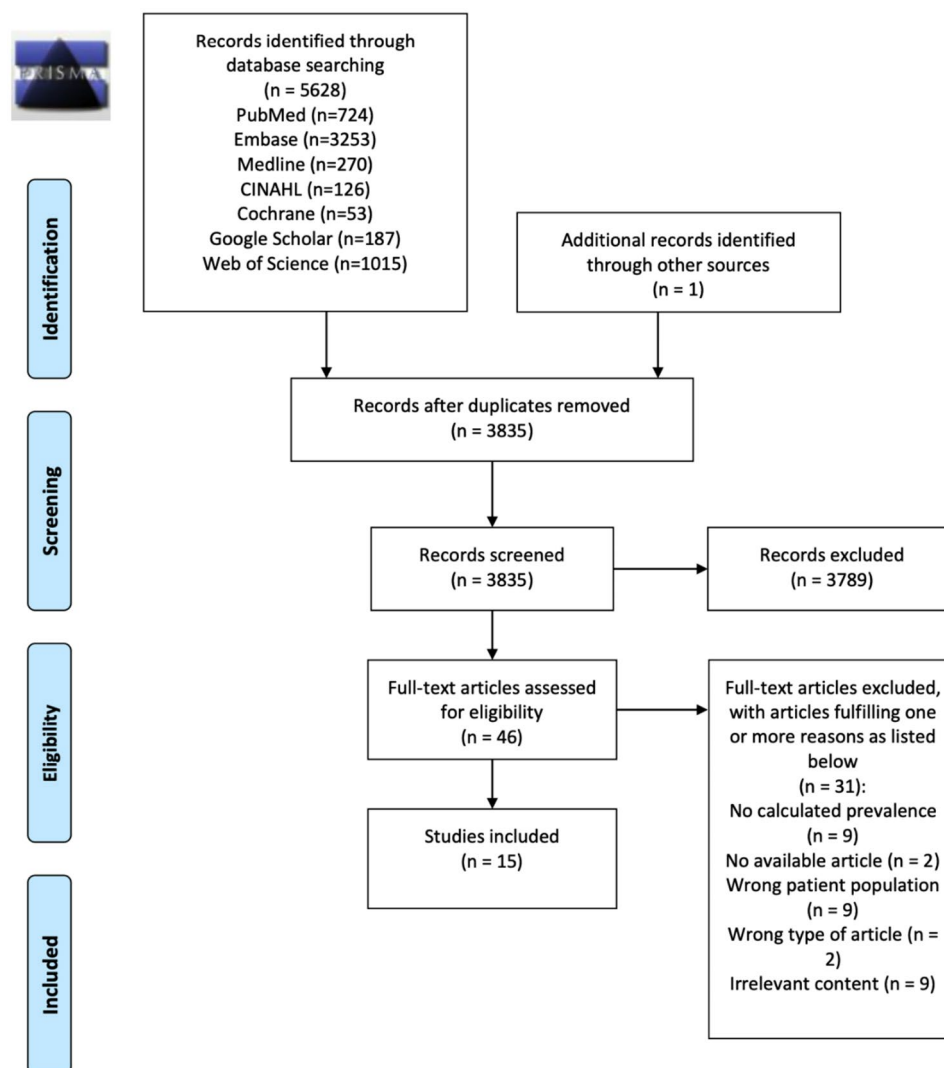 PRISMA
Records identified through
database searching
(n = 5628)
PubMed (n=724)
Embase (n=3253)
Medline (n=270)
CINAHL (n=126)
Cochrane (n=53)
Google Scholar (n=187)
Web of Science (n=1015)
Additional records identified
through other sources
(n = 1)
Identification
Records after duplicates removed
(n = 3835)
Screening
Records screened
(n = 3835)
Records excluded
(n = 3789)
Eligibility
Full-text articles assessed
for eligibility
(n = 46)
Full-text articles excluded,
with articles fulfilling one
or more reasons as listed
below
(n = 31):
No calculated prevalence
(n = 9)
No available article (n = 2)
Wrong patient population
(n = 9)
Wrong type of article (n =
2)
Irrelevant content (n = 9)
Studies included
(n = 15)
Included